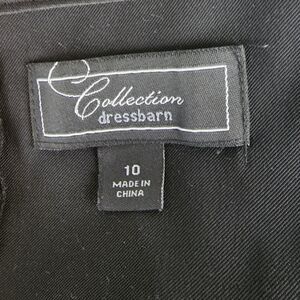 Collection
dressbarn
10
MADE IN
CHINA